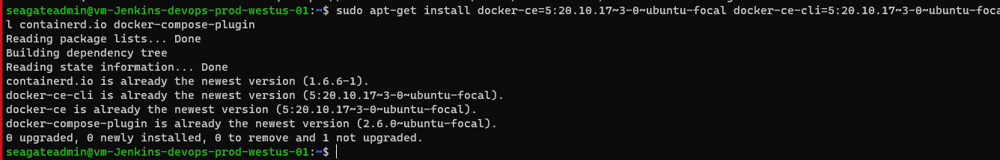 seagateadmin@vm-Jenkins-devops-prod-westus-01:~$ sudo apt-get install docker-ce=5:20.10.17~3-0~ubuntu-focal docker-ce-cli=5:20.10.17~3-0~ubuntu-foca
l containerd.io docker-compose-plugin
Reading package lists... Done
Building dependency tree
Reading state information... Done
containerd.io is already the newest version (1.6.6-1).
docker-ce-cli is already the newest version (5:20.10.17~3-0~ubuntu-focal).
docker-ce is already the newest version (5:20.10.17~3-0~ubuntu-focal).
docker-compose-plugin is already the newest version (2.6.0~ubuntu-focal).
0 upgraded, 0 newly installed, 0 to remove and 1 not upgraded.
seagateadmin@vm-Jenkins-devops-prod-westus-01:~$